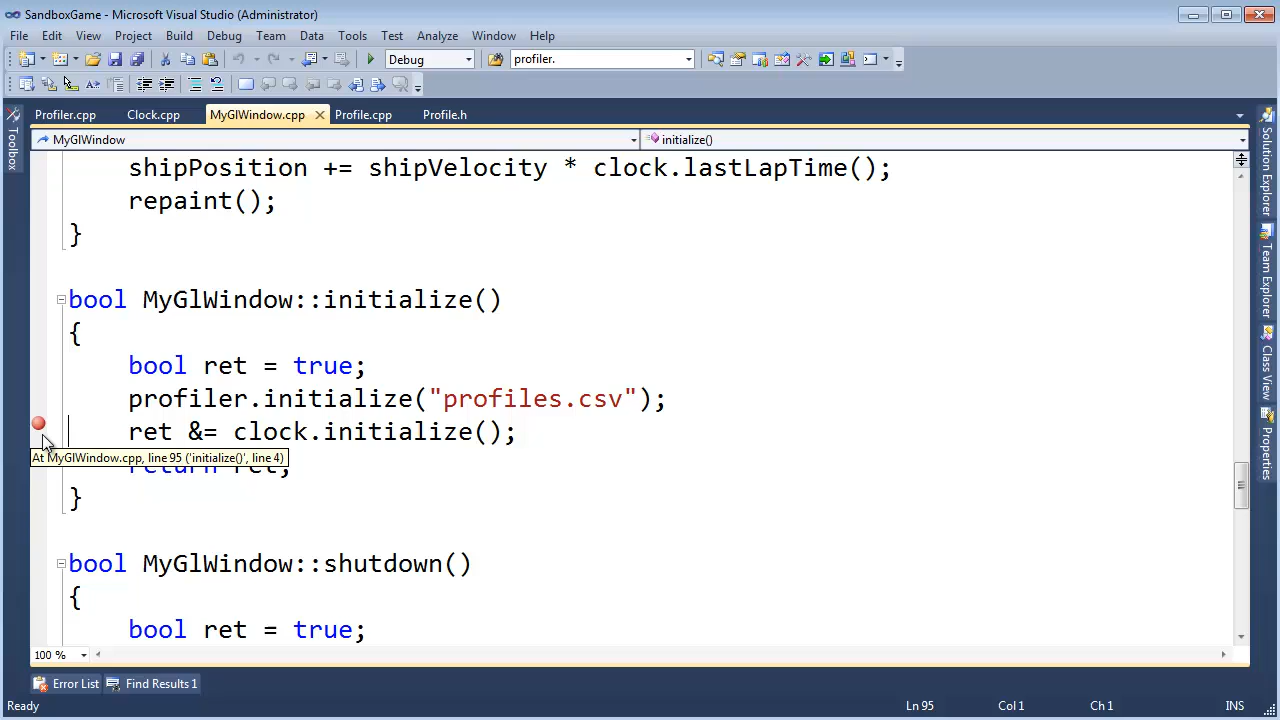 SandboxGame - Microsoft Visual Studio (Administrator)
File Edit View Project Build Debug Team Data Tools Test Analyze Window Help
Debug profiler.
Profiler.cpp Clock.cpp MyGlWindow.cpp Profile.cpp Profile.h
MyGlWindow initialize()
Toolbox
Solution Explorer
Team Explorer
Class View
Properties
shipPosition += shipVelocity * clock.lastLapTime();
repaint();
}
bool MyGlWindow::initialize()
{
bool ret = true;
profiler.initialize("profiles.csv");
ret &= clock.initialize();
At MyGlWindow.cpp, line 95 ('initialize()', line 4)
return ret;
}
bool MyGlWindow::shutdown()
{
bool ret = true;
100 %
Error List Find Results 1
Ready Ln 95 Col 1 Ch 1 INS